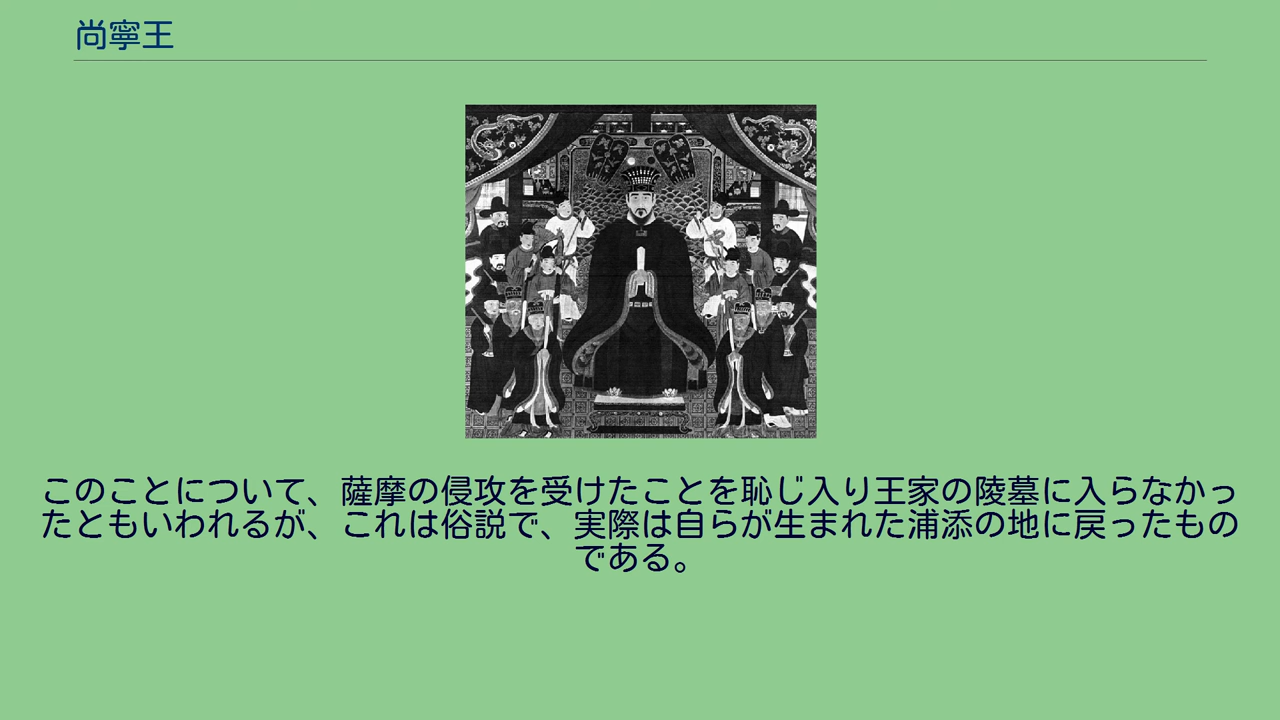 尚寧王
このことについて、薩摩の侵攻を受けたことを恥じ入り王家の陵墓に入らなかっ
たともいわれるが、これは俗説で、実際は自らが生まれた浦添の地に戻ったもの
である。